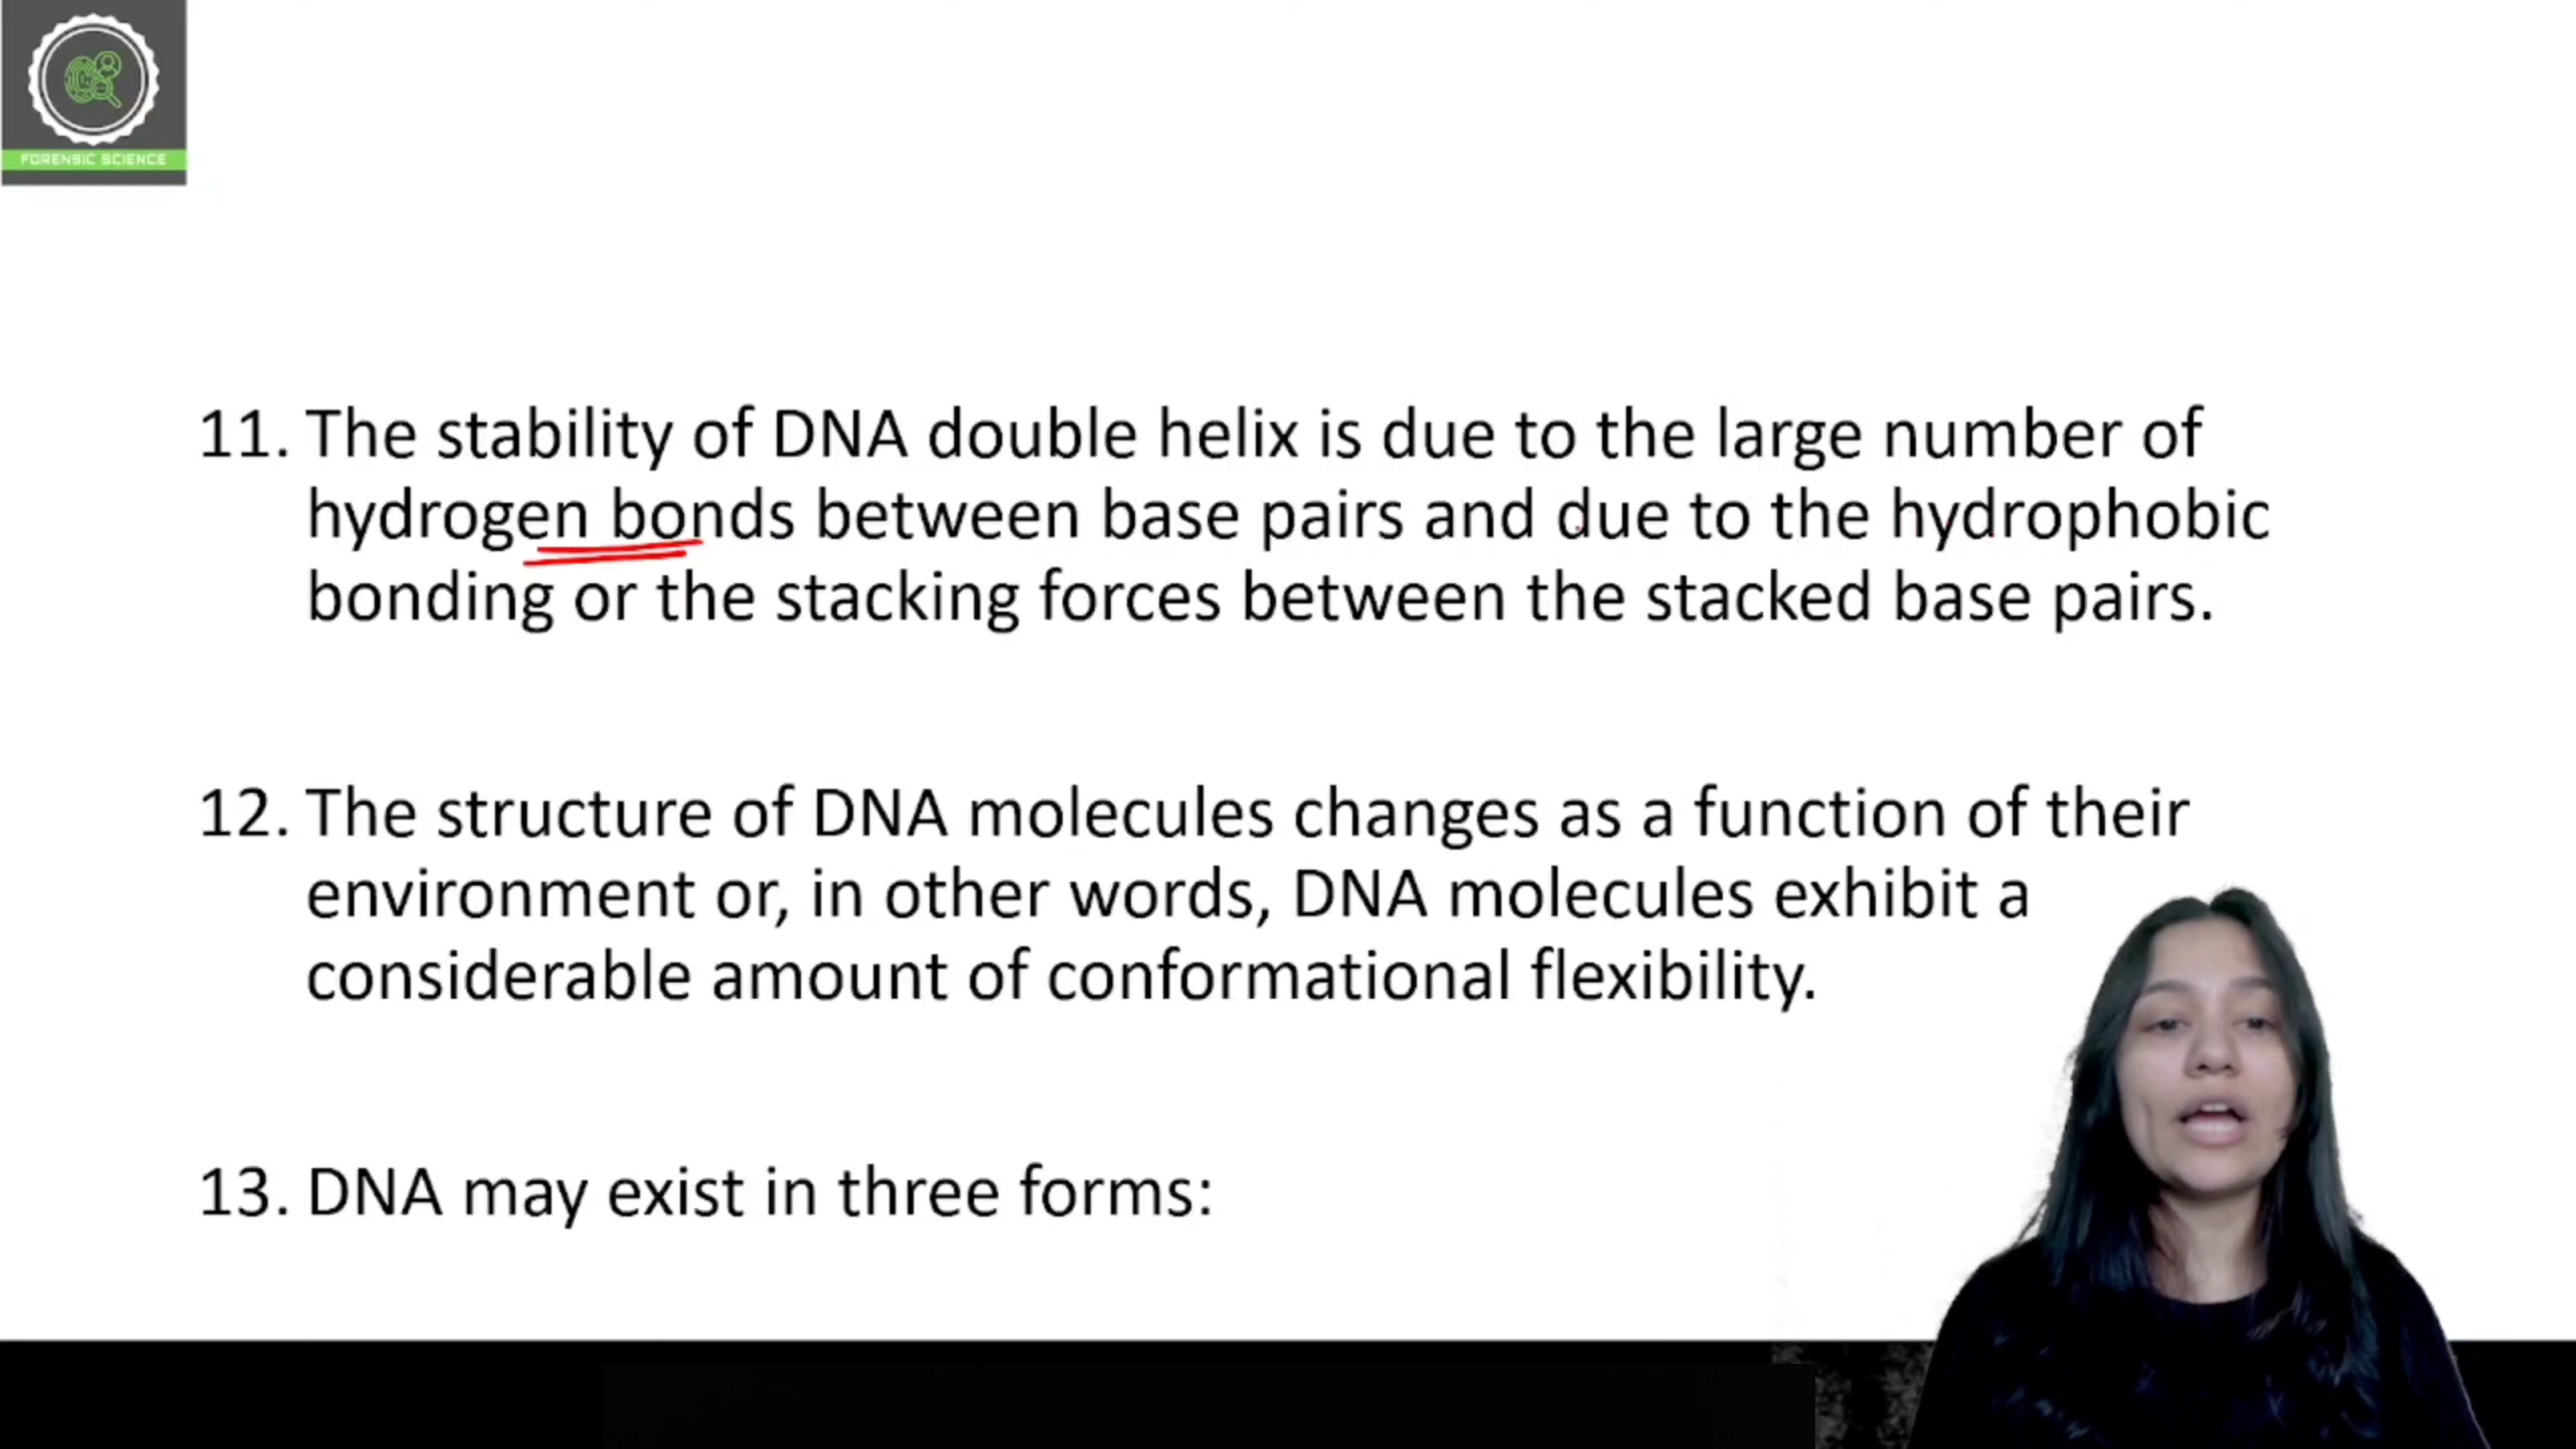 FORENSIC SCIENCE
11. The stability of DNA double helix is due to the large number of
hydrogen bonds between base pairs and due to the hydrophobic
bonding or the stacking forces between the stacked base pairs.
12. The structure of DNA molecules changes as a function of their
environment or, in other words, DNA molecules exhibit a
considerable amount of conformational flexibility.
13. DNA may exist in three forms: